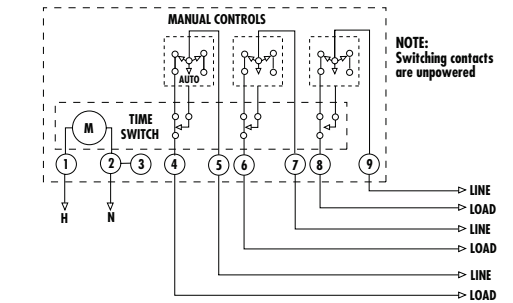 MANUAL CONTROLS
NOTE:
Switching contacts
are unpowered
AUTO
TIME
SWITCH
M
1 2 3 4 5 6 7 8 9
H N
LINE
LOAD
LINE
LOAD
LINE
LOAD